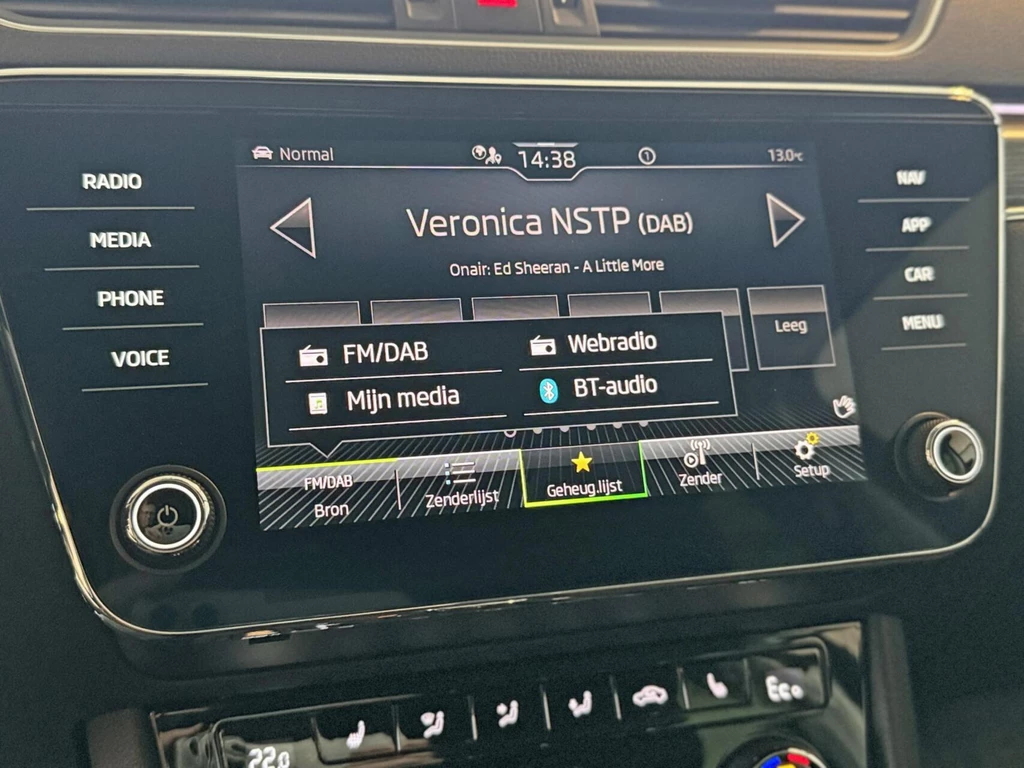 Normal
14:38
1
13.0°C
RADIO
MEDIA
PHONE
VOICE
Veronica NSTP (DAB)
Onair: Ed Sheeran - A Little More
Leeg
FM/DAB
Webradio
Mijn media
BT-audio
FM/DAB
Bron
Zenderlijst
Geheug.lijst
Zender
Setup
NAV
APP
CAR
MENU
22.0
Eco